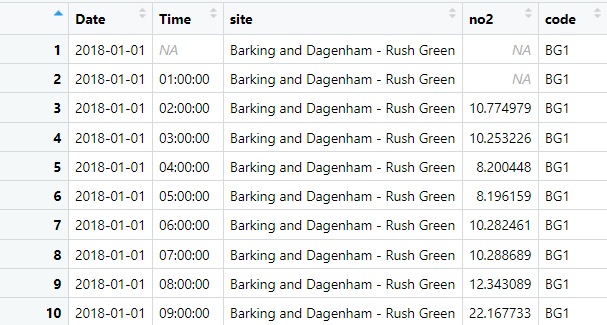 Date Time site no2 code
1 2018-01-01 NA Barking and Dagenham - Rush Green NA BG1
2 2018-01-01 01:00:00 Barking and Dagenham - Rush Green NA BG1
3 2018-01-01 02:00:00 Barking and Dagenham - Rush Green 10.774979 BG1
4 2018-01-01 03:00:00 Barking and Dagenham - Rush Green 10.253226 BG1
5 2018-01-01 04:00:00 Barking and Dagenham - Rush Green 8.200448 BG1
6 2018-01-01 05:00:00 Barking and Dagenham - Rush Green 8.196159 BG1
7 2018-01-01 06:00:00 Barking and Dagenham - Rush Green 10.282461 BG1
8 2018-01-01 07:00:00 Barking and Dagenham - Rush Green 10.288689 BG1
9 2018-01-01 08:00:00 Barking and Dagenham - Rush Green 12.343089 BG1
10 2018-01-01 09:00:00 Barking and Dagenham - Rush Green 22.167733 BG1